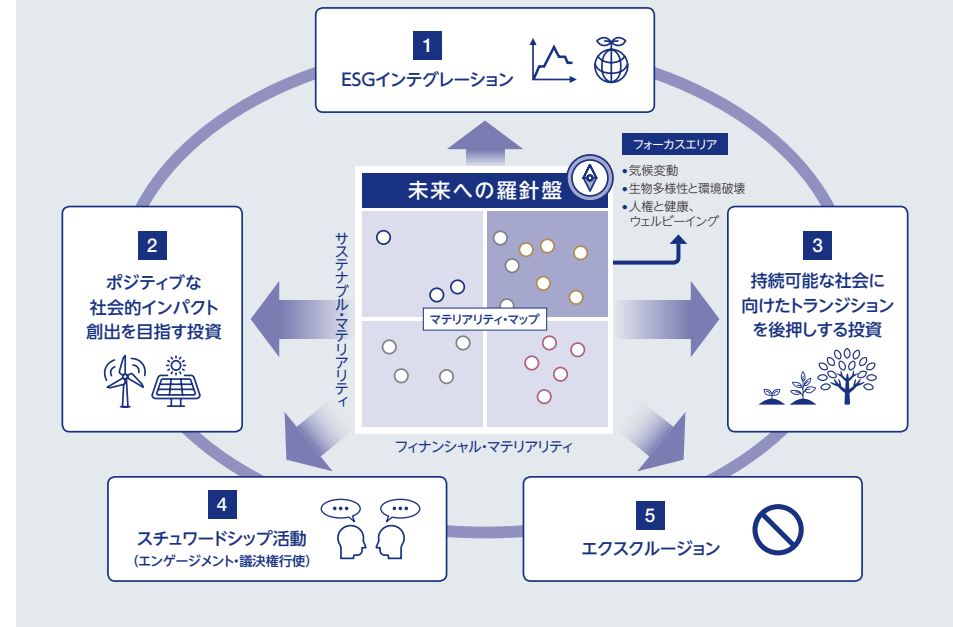 1
ESGインテグレーション
フォーカスエリア
•気候変動
•生物多様性と環境破壊
•人権と健康、
ウェルビーイング
未来への羅針盤
サステナブル・マテリアリティ
マテリアリティ・マップ
フィナンシャル・マテリアリティ
2
ポジティブな
社会的インパクト
創出を目指す投資
3
持続可能な社会に
向けたトランジション
を後押しする投資
4
スチュワードシップ活動
(エンゲージメント・議決権行使)
5
エクスクルージョン